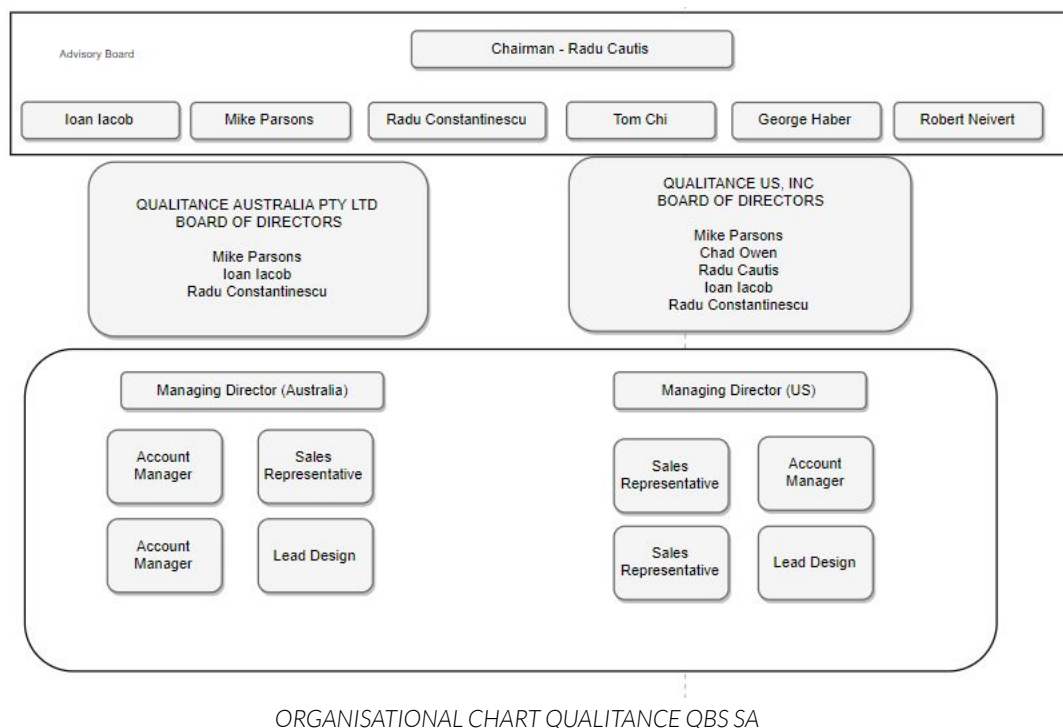 Advisory Board
Chairman - Radu Cautis
Ioan Iacob
Mike Parsons
Radu Constantinescu
Tom Chi
George Haber
Robert Neivert
QUALITANCE AUSTRALIA PTY LTD
BOARD OF DIRECTORS
Mike Parsons
Ioan Iacob
Radu Constantinescu
QUALITANCE US, INC
BOARD OF DIRECTORS
Mike Parsons
Chad Owen
Radu Cautis
Ioan Iacob
Radu Constantinescu
Managing Director (Australia)
Account
Manager
Sales
Representative
Account
Manager
Lead Design
Managing Director (US)
Sales
Representative
Account
Manager
Sales
Representative
Lead Design
ORGANISATIONAL CHART QUALITANCE QBS SA